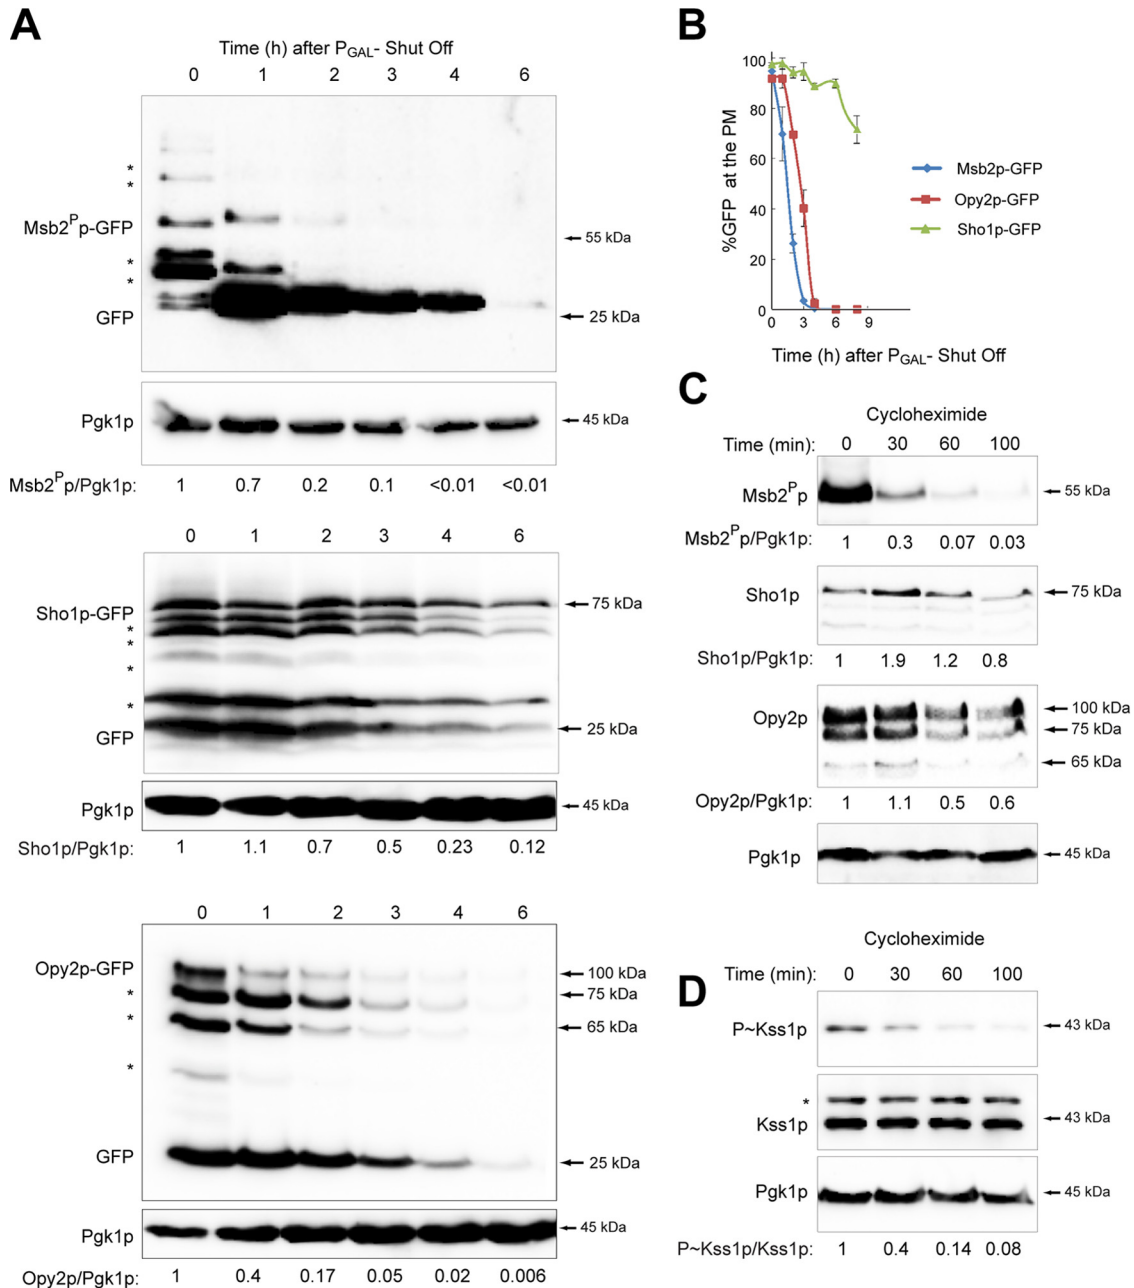 A
Time (h) after PGAL- Shut Off
0 1 2 3 4 6
*
*
Msb2Pp-GFP
55 kDa
*
*
GFP
25 kDa
Pgk1p
45 kDa
Msb2Pp/Pgk1p: 1 0.7 0.2 0.1 <0.01 <0.01
0 1 2 3 4 6
Sho1p-GFP
75 kDa
*
*
*
*
GFP
25 kDa
Pgk1p
45 kDa
Sho1p/Pgk1p: 1 1.1 0.7 0.5 0.23 0.12
0 1 2 3 4 6
Opy2p-GFP
100 kDa
*
75 kDa
*
65 kDa
*
GFP
25 kDa
Pgk1p
45 kDa
Opy2p/Pgk1p: 1 0.4 0.17 0.05 0.02 0.006
B
%GFP at the PM
100
80
60
40
20
0
0 3 6 9
Time (h) after PGAL- Shut Off
Msb2p-GFP
Opy2p-GFP
Sho1p-GFP
C
Cycloheximide
Time (min): 0 30 60 100
Msb2Pp
55 kDa
Msb2Pp/Pgk1p: 1 0.3 0.07 0.03
Sho1p
75 kDa
Sho1p/Pgk1p: 1 1.9 1.2 0.8
Opy2p
100 kDa
75 kDa
65 kDa
Opy2p/Pgk1p: 1 1.1 0.5 0.6
Pgk1p
45 kDa
D
Cycloheximide
Time (min): 0 30 60 100
P~Kss1p
43 kDa
*
Kss1p
43 kDa
Pgk1p
45 kDa
P~Kss1p/Kss1p: 1 0.4 0.14 0.08